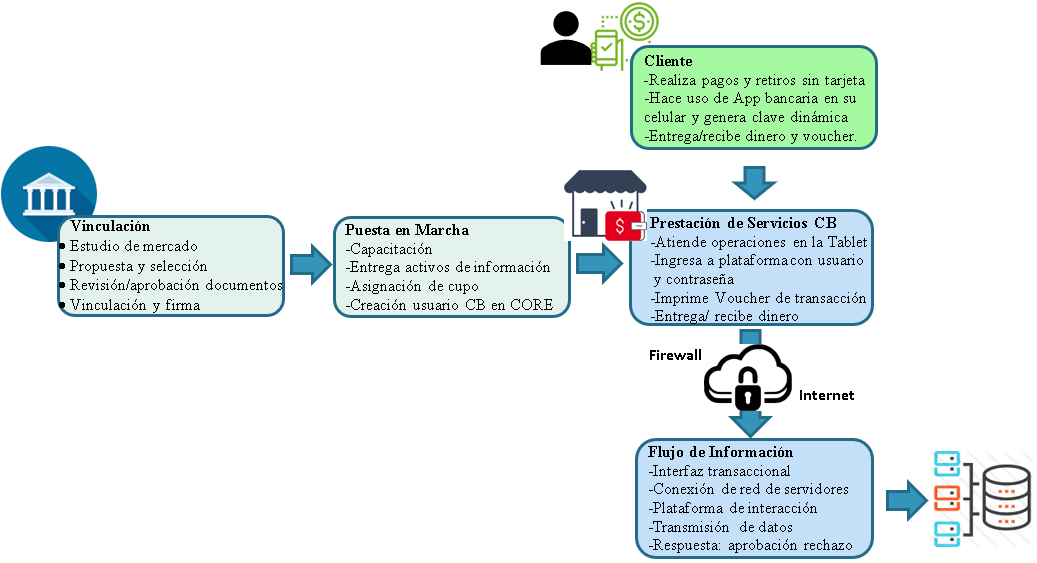 Cliente
-Realiza pagos y retiros sin tarjeta
-Hace uso de App bancaria en su
celular y genera clave dinámica
-Entrega/recibe dinero y voucher.
Vinculación
• Estudio de mercado
• Propuesta y selección
• Revisión/aprobación documentos
• Vinculación y firma
Puesta en Marcha
-Capacitación
-Entrega activos de información
-Asignación de cupo
-Creación usuario CB en CORE
Prestación de Servicios CB
-Atiende operaciones en la Tablet
-Ingresa a plataforma con usuario
y contraseña
-Imprime Voucher de transacción
-Entrega/ recibe dinero
Firewall
Internet
Flujo de Información
-Interfaz transaccional
-Conexión de red de servidores
-Plataforma de interacción
-Transmisión de datos
-Respuesta: aprobación rechazo